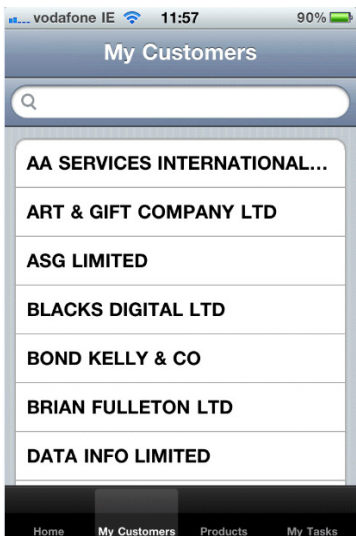 vodafone IE 11:57 90%
My Customers
AA SERVICES INTERNATIONAL...
ART & GIFT COMPANY LTD
ASG LIMITED
BLACKS DIGITAL LTD
BOND KELLY & CO
BRIAN FULLETON LTD
DATA INFO LIMITED
Home My Customers Products My Tasks